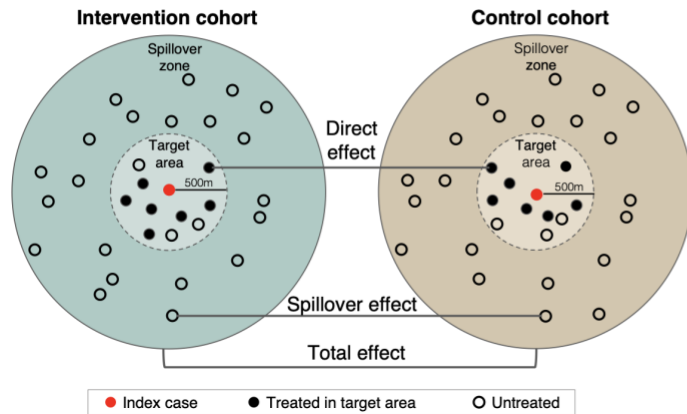 Intervention cohort
Control cohort
Spillover
zone
Spillover
zone
Direct
effect
Target
area
500m
Target
area
500m
Spillover effect
Total effect
Index case
Treated in target area
Untreated